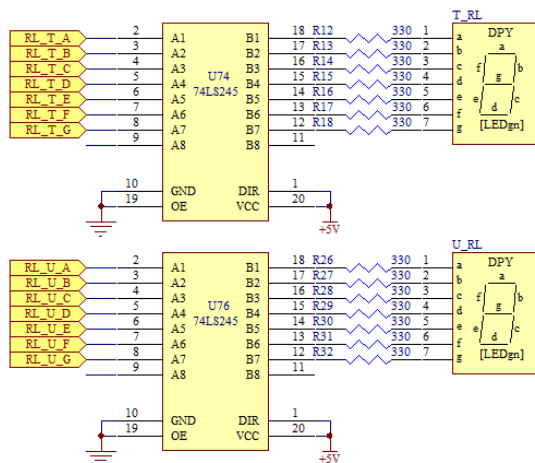 T_RL
RL_T_A 2 A1 B1 18 R12 330 1 a DPY
RL_T_B 3 A2 B2 17 R13 330 2 b a
RL_T_C 4 A3 B3 16 R14 330 3 c f b
RL_T_D 5 A4 U74 B4 15 R15 330 4 d g
RL_T_E 6 A5 74LS245 B5 14 R16 330 5 e e c
RL_T_F 7 A6 B6 13 R17 330 6 f d
RL_T_G 8 A7 B7 12 R18 330 7 g [LEDgn]
9 A8 B8 11
10 GND DIR 1
19 OE VCC 20
+5V
U_RL
RL_U_A 2 A1 B1 18 R26 330 1 a DPY
RL_U_B 3 A2 B2 17 R27 330 2 b a
RL_U_C 4 A3 B3 16 R28 330 3 c f b
RL_U_D 5 A4 U76 B4 15 R29 330 4 d g
RL_U_E 6 A5 74LS245 B5 14 R30 330 5 e e c
RL_U_F 7 A6 B6 13 R31 330 6 f d
RL_U_G 8 A7 B7 12 R32 330 7 g [LEDgn]
9 A8 B8 11
10 GND DIR 1
19 OE VCC 20
+5V